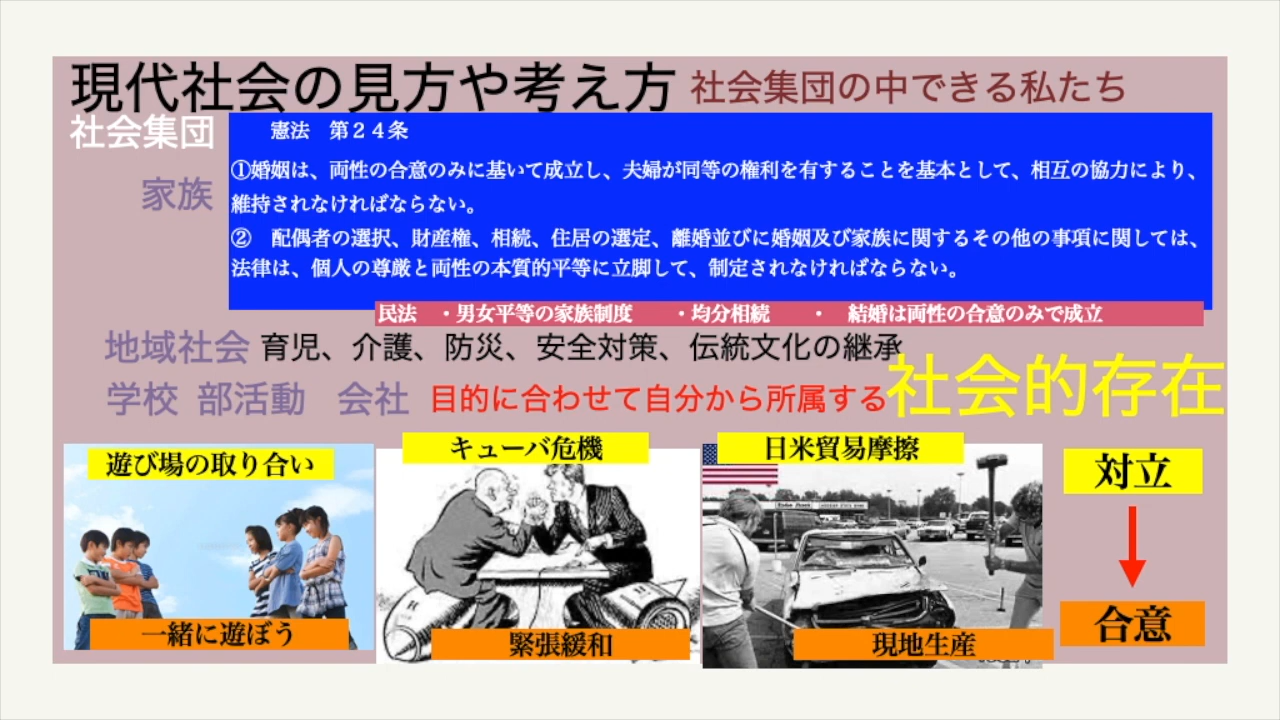 現代社会の見方や考え方 社会集団の中できる私たち
社会集団
憲法 第２４条
①婚姻は、両性の合意のみに基いて成立し、夫婦が同等の権利を有することを基本として、相互の協力により、
維持されなければならない。
② 配偶者の選択、財産権、相続、住居の選定、離婚並びに婚姻及び家族に関するその他の事項に関しては、
法律は、個人の尊厳と両性の本質的平等に立脚して、制定されなければならない。
家族
民法 ・男女平等の家族制度 ・均分相続 ・ 結婚は両性の合意のみで成立
地域社会 育児、介護、防災、安全対策、伝統文化の継承
学校 部活動 会社 目的に合わせて自分から所属する
社会的存在
遊び場の取り合い
一緒に遊ぼう
キューバ危機
緊張緩和
日米貿易摩擦
現地生産
対立
合意